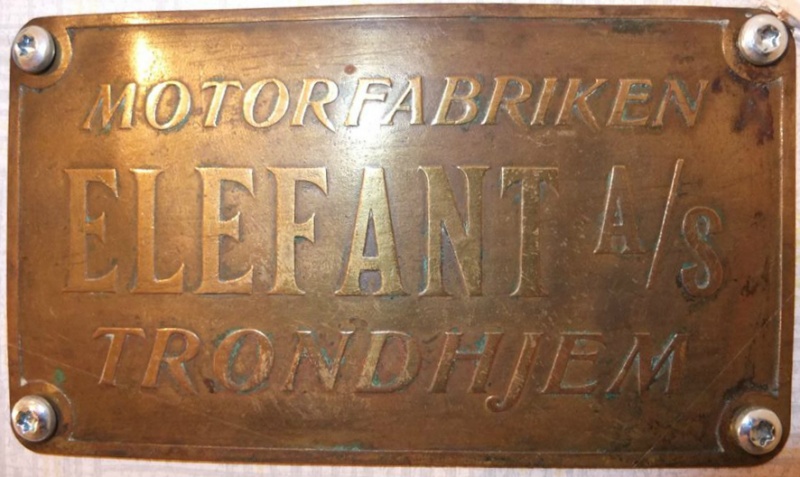 MOTORFABRIKEN
ELEFANT A/S
TRONDHJEM